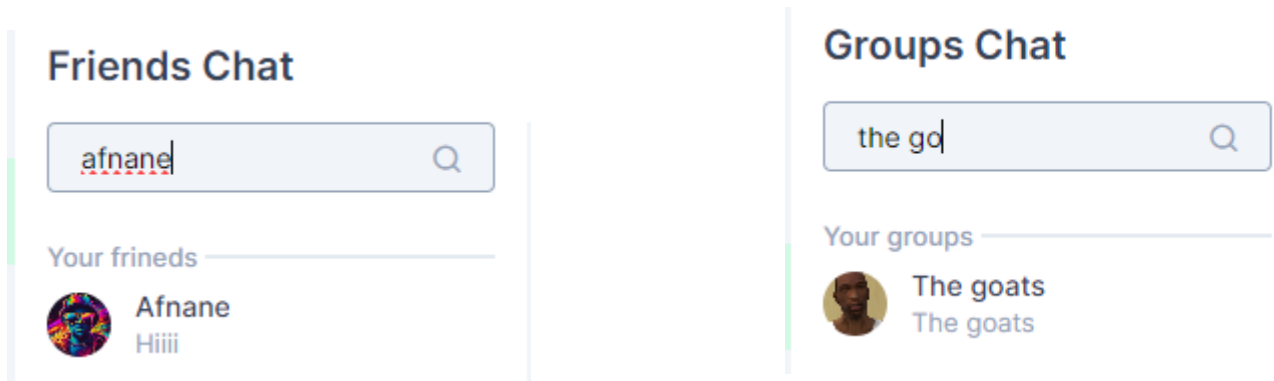 Friends Chat
afnane
Your frineds
Afnane
Hiiii
Groups Chat
the go
Your groups
The goats
The goats